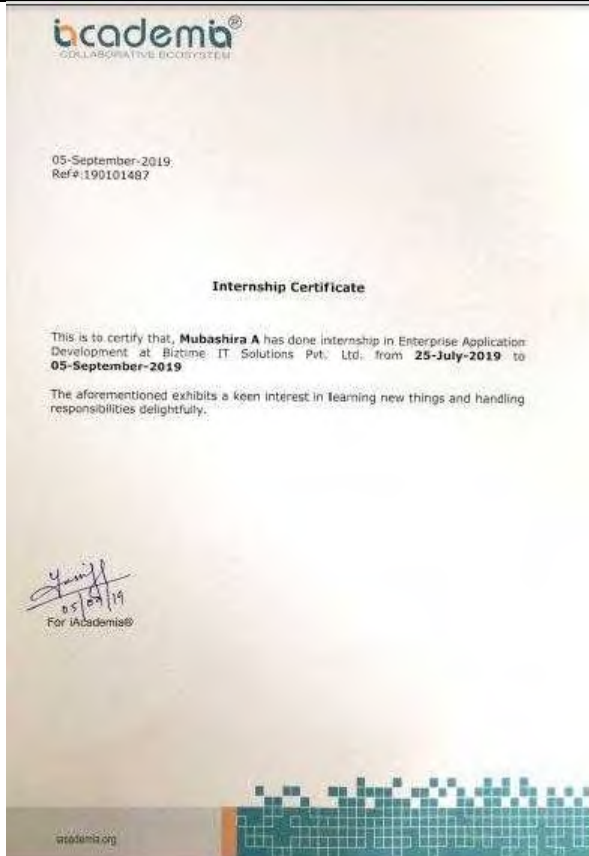 iacademia®
COLLABORATIVE ECOSYSTEM
05-September-2019
Ref#:190101487
Internship Certificate
This is to certify that, Mubashira A has done internship in Enterprise Application
Development at Biztime IT Solutions Pvt. Ltd. from 25-July-2019 to
05-September-2019
The aforementioned exhibits a keen interest in learning new things and handling
responsibilities delightfully.
05/09/19
For iAcademia®
iacademia.org